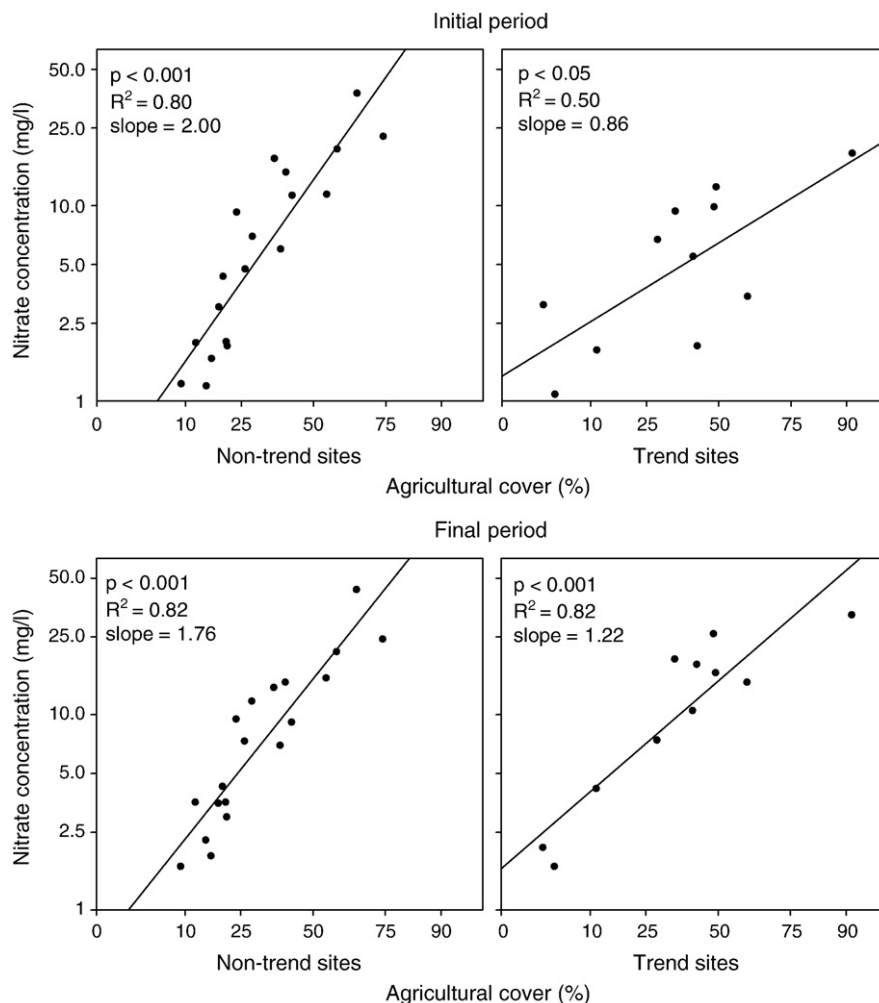 Initial period
Nitrate concentration (mg/l)
50.0
25.0
10.0
5.0
2.5
1
p < 0.001
R² = 0.80
slope = 2.00
0 10 25 50 75 90
Non-trend sites
p < 0.05
R² = 0.50
slope = 0.86
0 10 25 50 75 90
Trend sites
Agricultural cover (%)
Final period
Nitrate concentration (mg/l)
50.0
25.0
10.0
5.0
2.5
1
p < 0.001
R² = 0.82
slope = 1.76
0 10 25 50 75 90
Non-trend sites
p < 0.001
R² = 0.82
slope = 1.22
0 10 25 50 75 90
Trend sites
Agricultural cover (%)